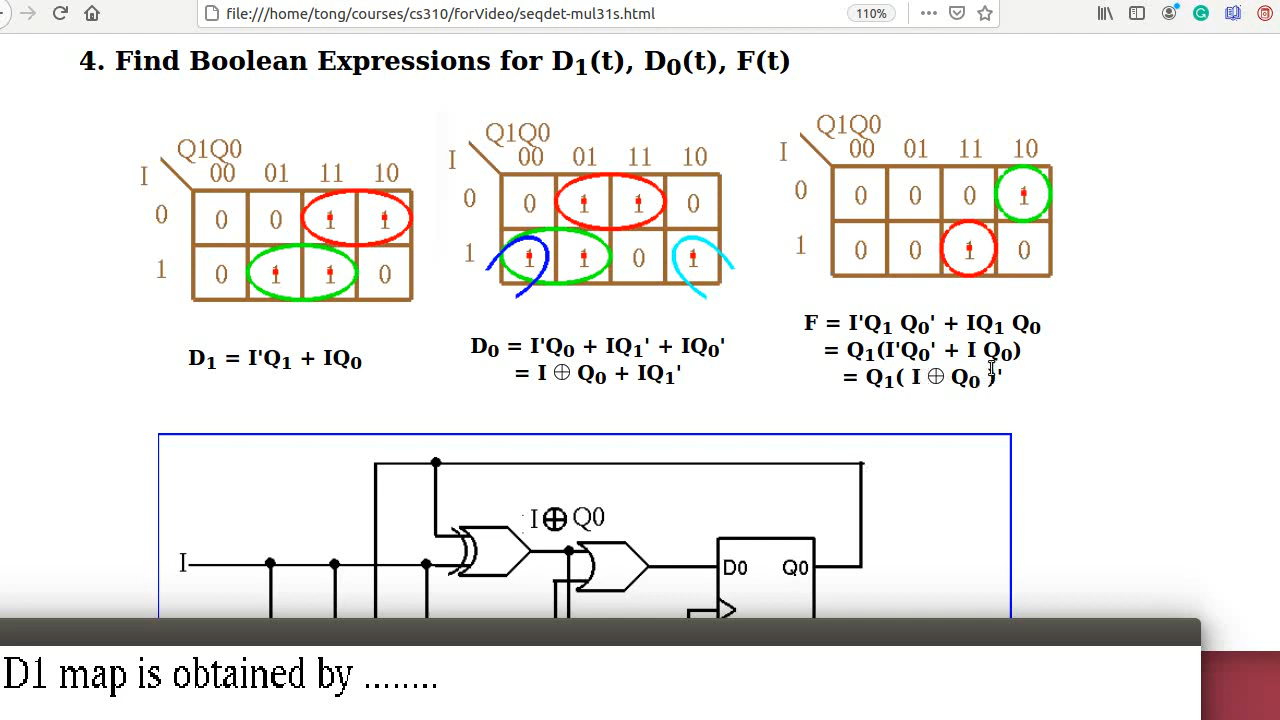 file:///home/tong/courses/cs310/forVideo/seqdet-mul31s.html 110%
4. Find Boolean Expressions for D1(t), D0(t), F(t)
Q1Q0
I 00 01 11 10
0 0 0 1 1
1 0 1 1 0
D1 = I'Q1 + IQ0
Q1Q0
I 00 01 11 10
0 0 1 1 0
1 1 1 0 1
D0 = I'Q0 + IQ1' + IQ0'
= I ⊕ Q0 + IQ1'
Q1Q0
I 00 01 11 10
0 0 0 0 1
1 0 0 1 0
F = I'Q1 Q0' + IQ1 Q0
= Q1(I'Q0' + I Q0)
= Q1( I ⊕ Q0 )'
I ⊕ Q0
I
D0 Q0
D1 map is obtained by ........